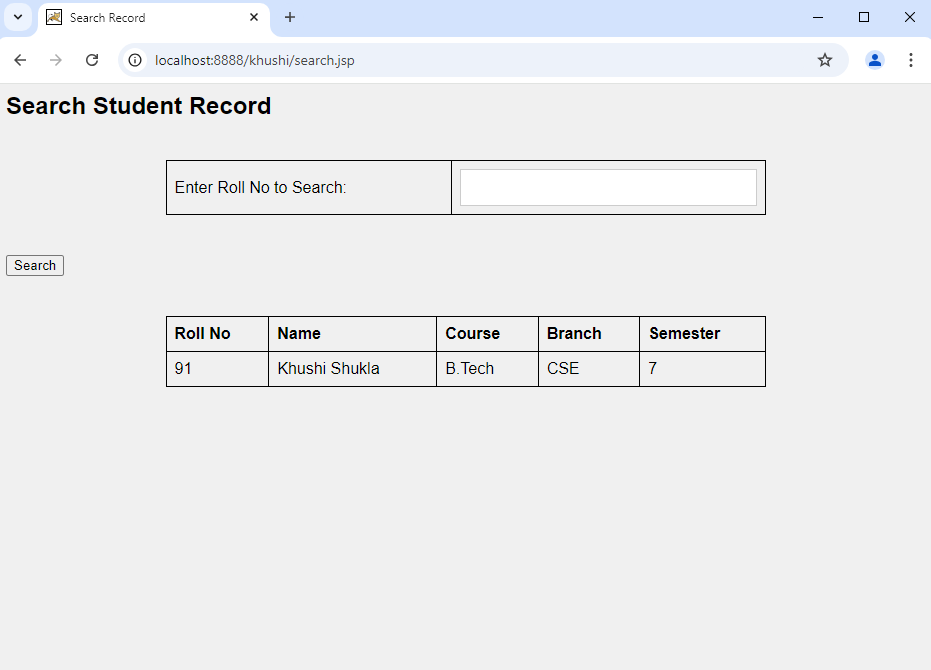 Search Record
localhost:8888/khushi/search.jsp
Search Student Record
Enter Roll No to Search:
Search
Roll No Name Course Branch Semester
91 Khushi Shukla B.Tech CSE 7